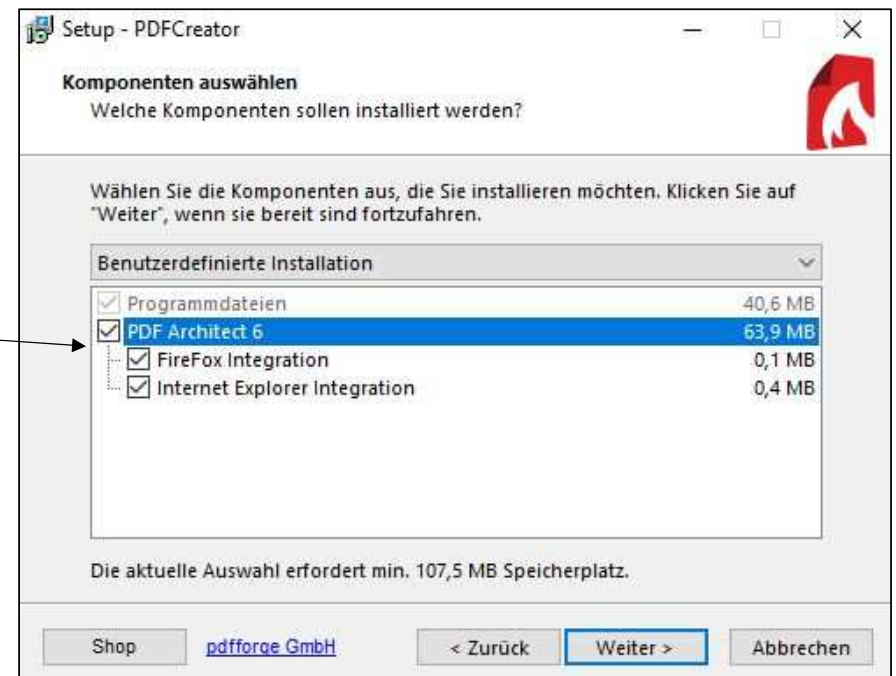 Setup - PDFCreator
Komponenten auswählen
Welche Komponenten sollen installiert werden?
Wählen Sie die Komponenten aus, die Sie installieren möchten. Klicken Sie auf
"Weiter", wenn sie bereit sind fortzufahren.
Benutzerdefinierte Installation
Programmdateien 40,6 MB
PDF Architect 6 63,9 MB
FireFox Integration 0,1 MB
Internet Explorer Integration 0,4 MB
Die aktuelle Auswahl erfordert min. 107,5 MB Speicherplatz.
Shop pdfforge GmbH < Zurück Weiter > Abbrechen